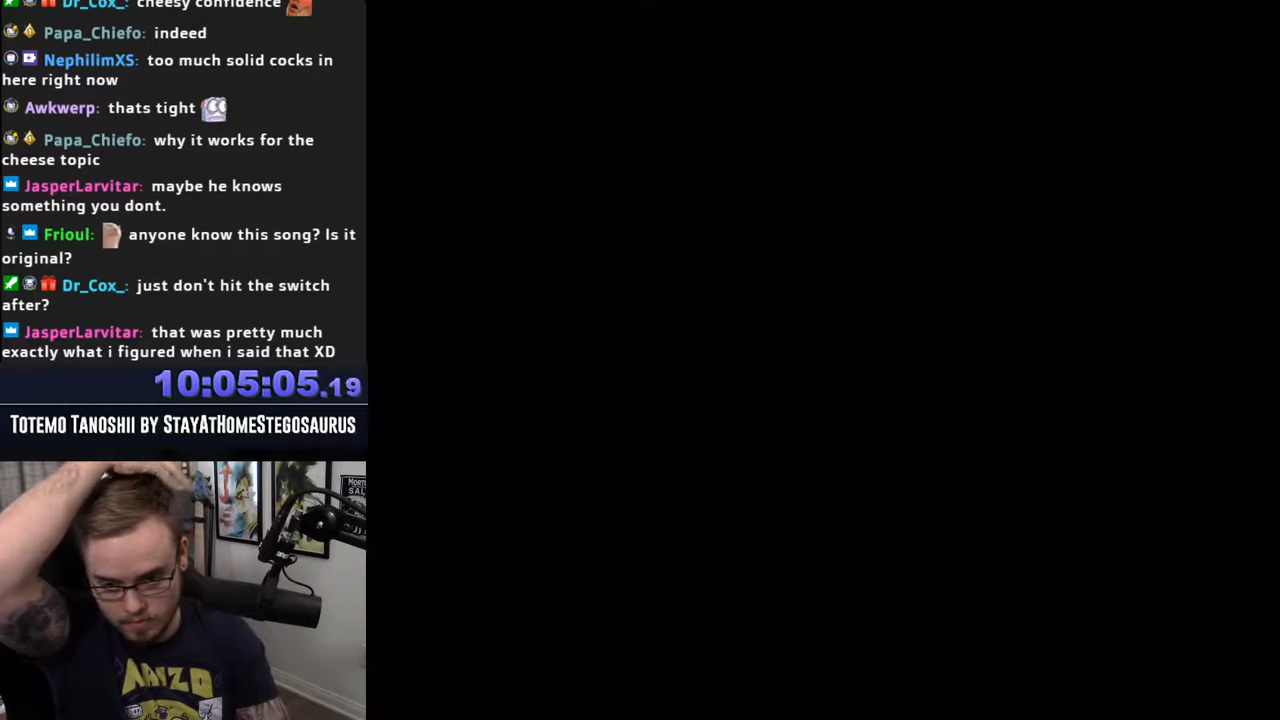 Dr_Cox_: cheesy confidence
Papa_Chiefo: indeed
NephilimXS: too much solid cocks in
here right now
Awkwerp: thats tight
Papa_Chiefo: why it works for the
cheese topic
JasperLarvitar: maybe he knows
something you dont.
Frioul: anyone know this song? Is it
original?
Dr_Cox_: just don't hit the switch
after?
JasperLarvitar: that was pretty much
exactly what i figured when i said that XD
10:05:05.19
TOTEMO TANOSHII BY STAYATHOMESTEGOSAURUS
MORTON
SAL